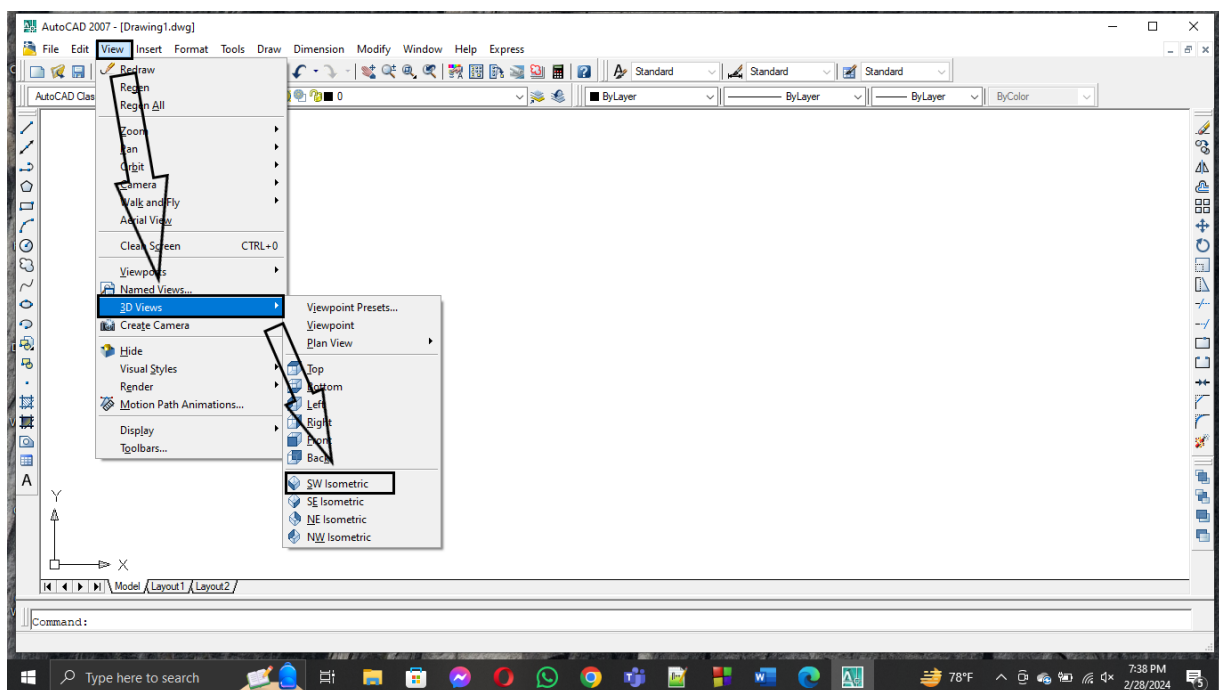 AutoCAD 2007 - [Drawing1.dwg]
File Edit View Insert Format Tools Draw Dimension Modify Window Help Express
Standard Standard Standard
AutoCAD Clas 0 ByLayer ByLayer ByLayer ByColor
Redraw
Regen
Regen All
Zoom
Pan
Orbit
Camera
Walk and Fly
Aerial View
Clean Screen CTRL+0
Viewports
Named Views...
3D Views
Create Camera
Hide
Visual Styles
Render
Motion Path Animations...
Display
Toolbars...
Viewpoint Presets...
Viewpoint
Plan View
Top
Bottom
Left
Right
Front
Back
SW Isometric
SE Isometric
NE Isometric
NW Isometric
A
Y
X
Model Layout1 Layout2
Command:
Type here to search
78°F
7:38 PM
2/28/2024
5